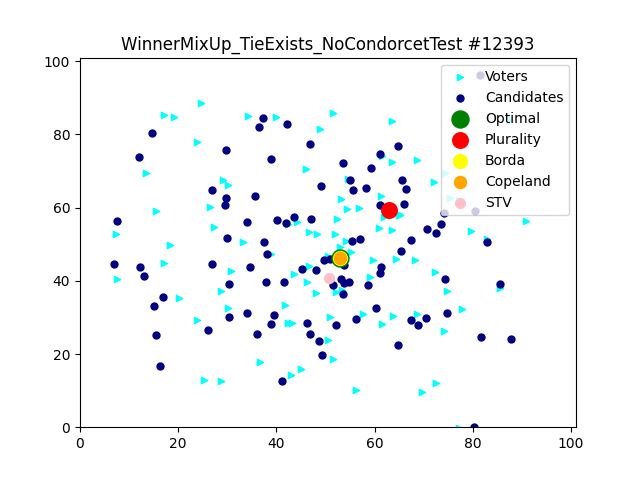 WinnerMixUp_TieExists_NoCondorcetTest #12393
100
80
60
40
20
0
0 20 40 60 80 100
Voters
Candidates
Optimal
Plurality
Borda
Copeland
STV